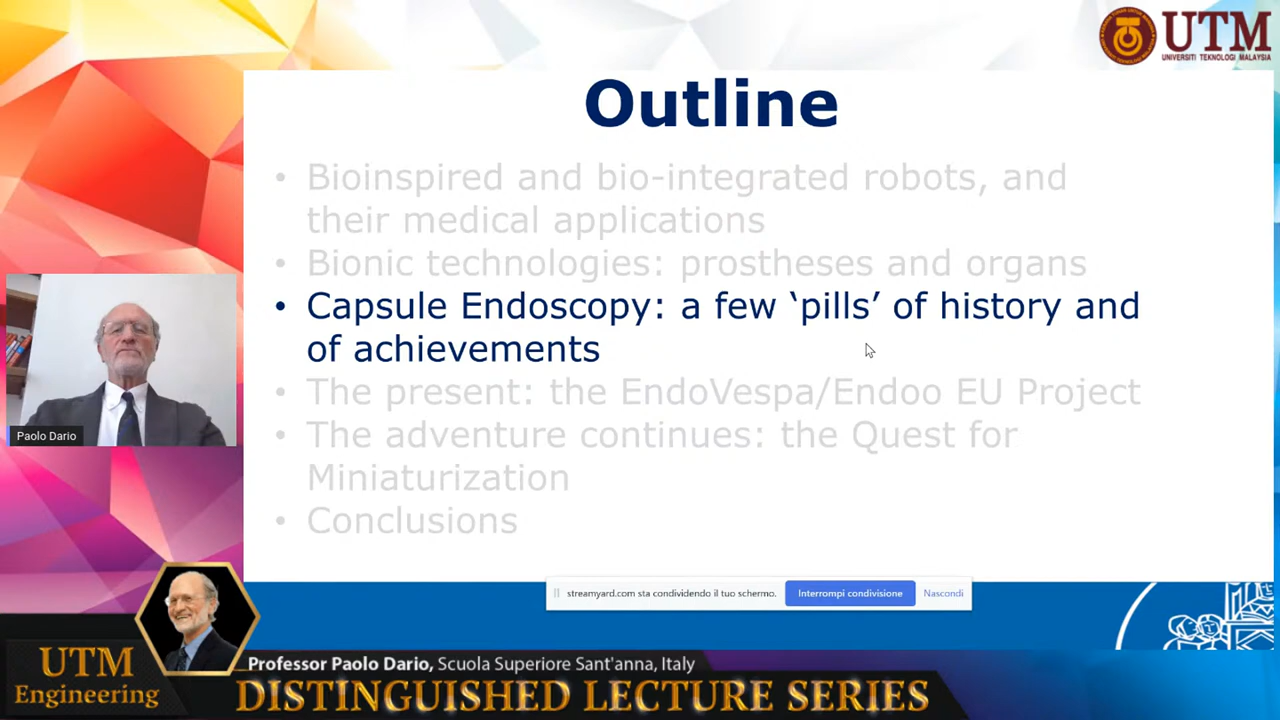 UTM
UNIVERSITI TEKNOLOGI MALAYSIA
Outline
• Bioinspired and bio-integrated robots, and
their medical applications
• Bionic technologies: prostheses and organs
• Capsule Endoscopy: a few ‘pills’ of history and
of achievements
• The present: the EndoVespa/Endoo EU Project
• The adventure continues: the Quest for
Miniaturization
• Conclusions
Paolo Dario
streamyard.com sta condividendo il tuo schermo.
Interrompi condivisione
Nascondi
UTM
Engineering
Professor Paolo Dario, Scuola Superiore Sant'anna, Italy
DISTINGUISHED LECTURE SERIES